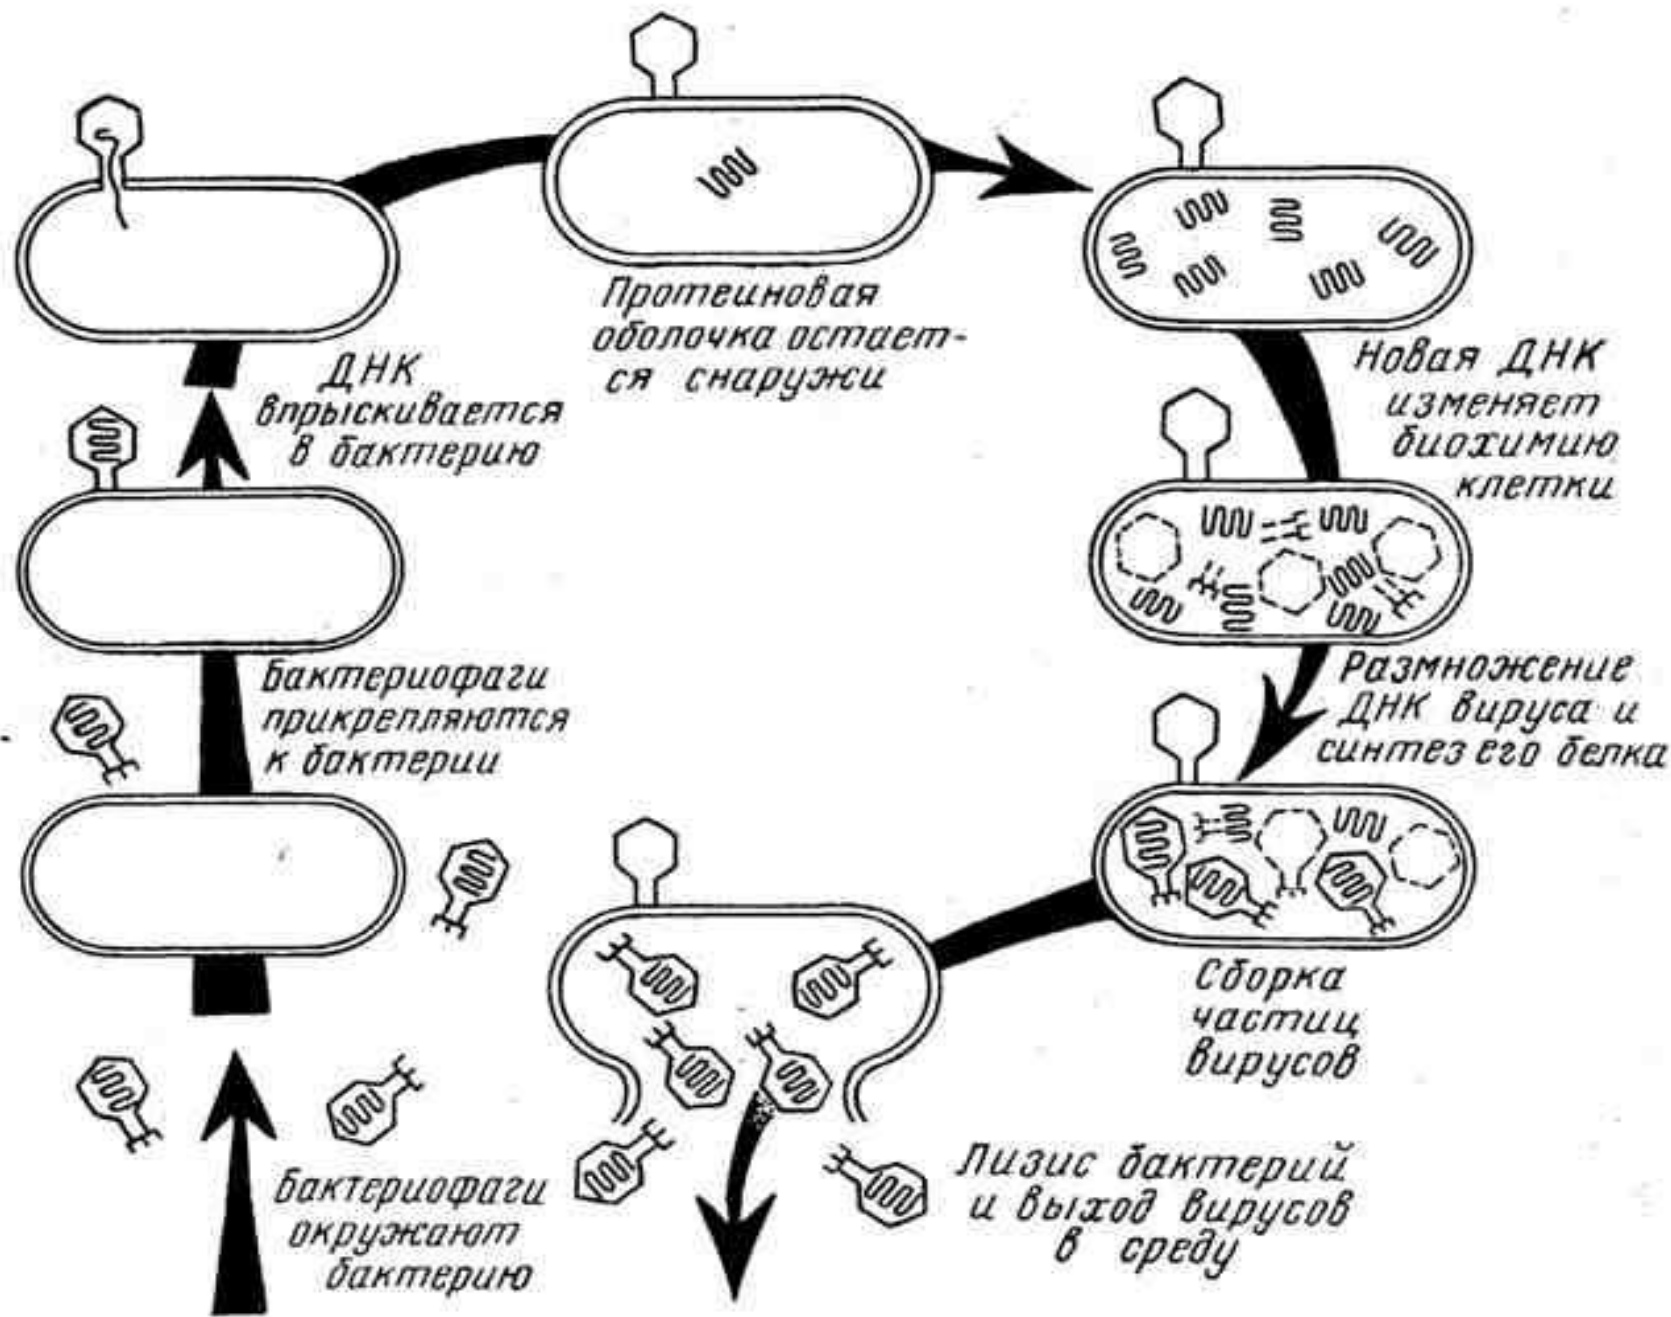 Бактериофаги
окружают
бактерию
Бактериофаги
прикрепляются
к бактерии
ДНК
впрыскивается
в бактерию
Протеиновая
оболочка остает-
ся снаружи
Новая ДНК
изменяет
биохимию
клетки
Размножение
ДНК вируса и
синтез его белка
Сборка
частиц
вирусов
Лизис бактерий
и выход вирусов
в среду